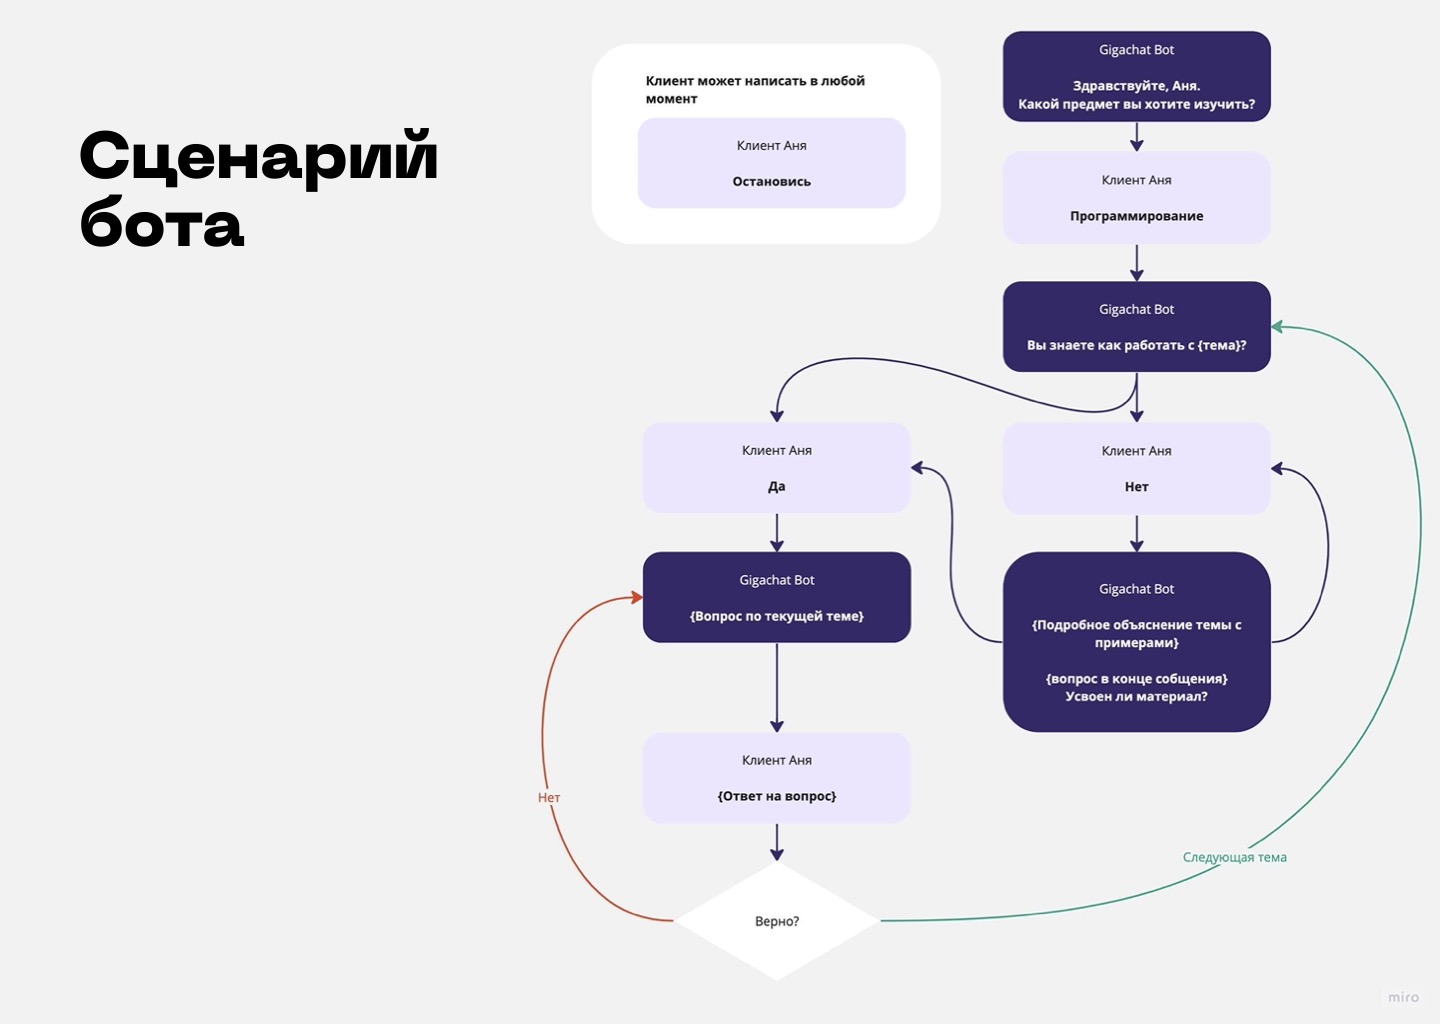 Сценарий
бота
Клиент может написать в любой
момент
Клиент Аня
Остановись
Gigachat Bot
Здравствуйте, Аня.
Какой предмет вы хотите изучить?
Клиент Аня
Программирование
Gigachat Bot
Вы знаете как работать с {тема}?
Клиент Аня
Да
Клиент Аня
Нет
Gigachat Bot
{Вопрос по текущей теме}
Gigachat Bot
{Подробное объяснение темы с
примерами}
{вопрос в конце собщения}
Усвоен ли материал?
Клиент Аня
{Ответ на вопрос}
Нет
Следующая тема
Верно?
miro